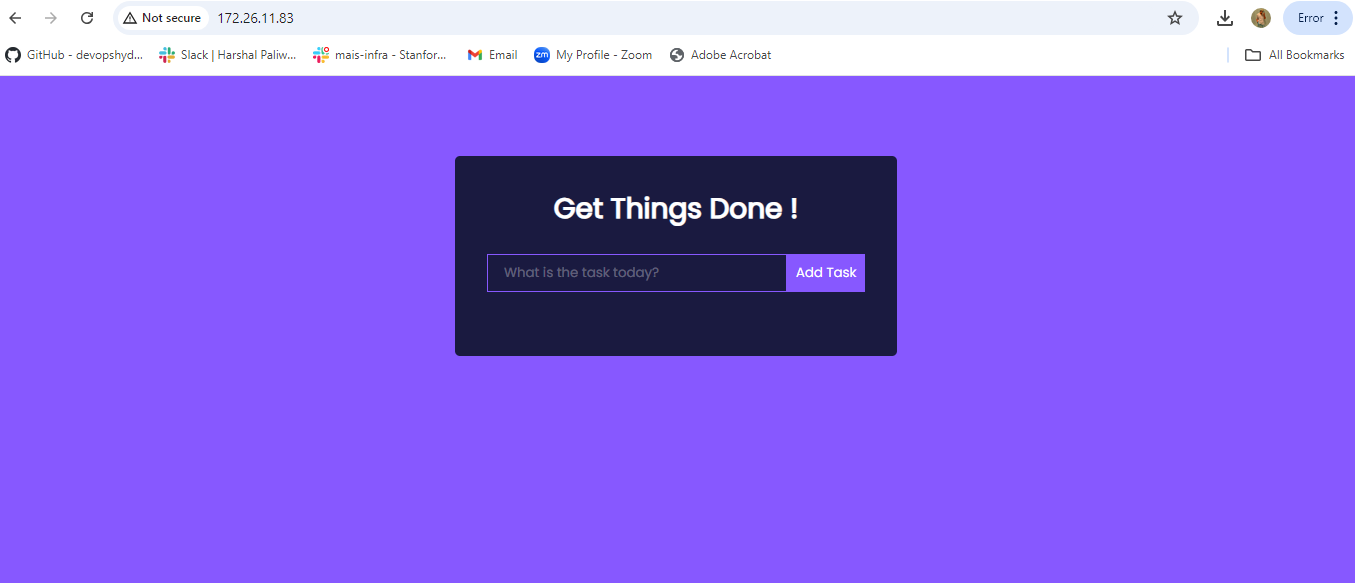 Not secure 172.26.11.83 Error
GitHub - devopshyd... Slack | Harshal Paliw... mais-infra - Stanfor... Email zm My Profile - Zoom Adobe Acrobat All Bookmarks
Get Things Done !
What is the task today? Add Task